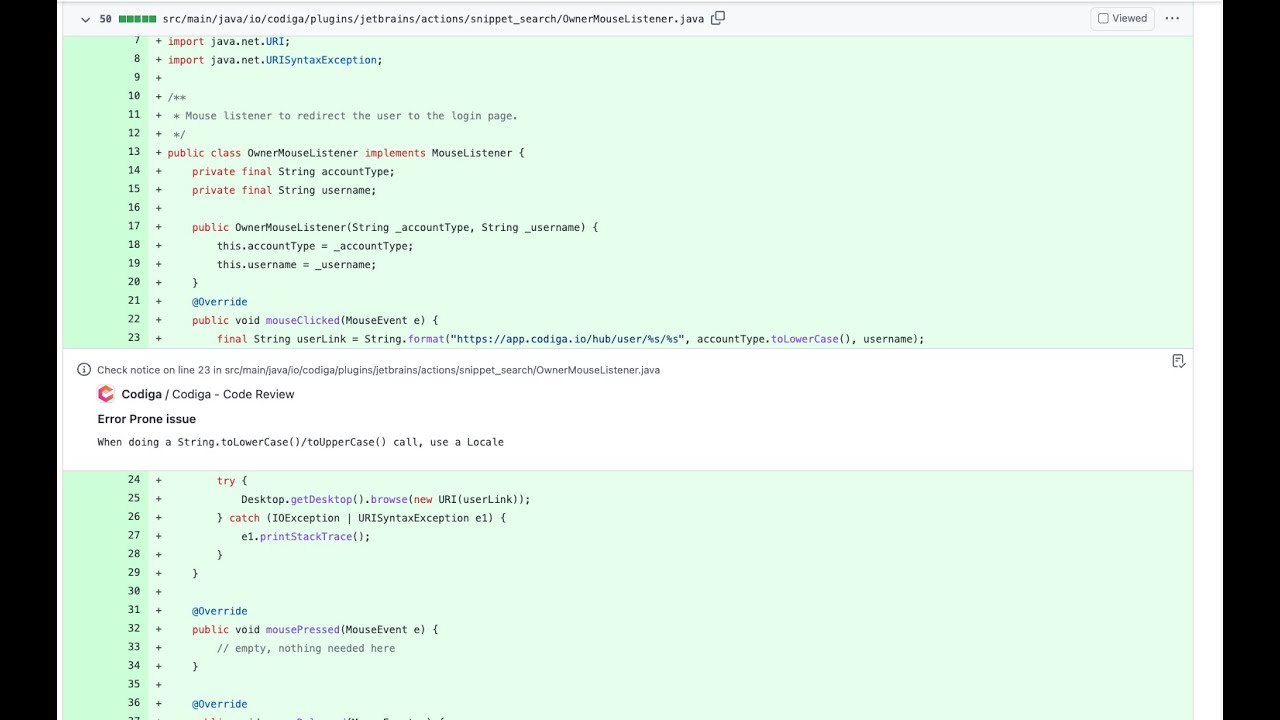 50 src/main/java/io/codiga/plugins/jetbrains/actions/snippet_search/OwnerMouseListener.java Viewed ...
7 + import java.net.URI;
8 + import java.net.URISyntaxException;
9 +
10 + /**
11 + * Mouse listener to redirect the user to the login page.
12 + */
13 + public class OwnerMouseListener implements MouseListener {
14 + private final String accountType;
15 + private final String username;
16 +
17 + public OwnerMouseListener(String _accountType, String _username) {
18 + this.accountType = _accountType;
19 + this.username = _username;
20 + }
21 + @Override
22 + public void mouseClicked(MouseEvent e) {
23 + final String userLink = String.format("https://app.codiga.io/hub/user/%s/%s", accountType.toLowerCase(), username);
Check notice on line 23 in src/main/java/io/codiga/plugins/jetbrains/actions/snippet_search/OwnerMouseListener.java
Codiga / Codiga - Code Review
Error Prone issue
When doing a String.toLowerCase()/toUpperCase() call, use a Locale
24 + try {
25 + Desktop.getDesktop().browse(new URI(userLink));
26 + } catch (IOException | URISyntaxException e1) {
27 + e1.printStackTrace();
28 + }
29 + }
30 +
31 + @Override
32 + public void mousePressed(MouseEvent e) {
33 + // empty, nothing needed here
34 + }
35 +
36 + @Override